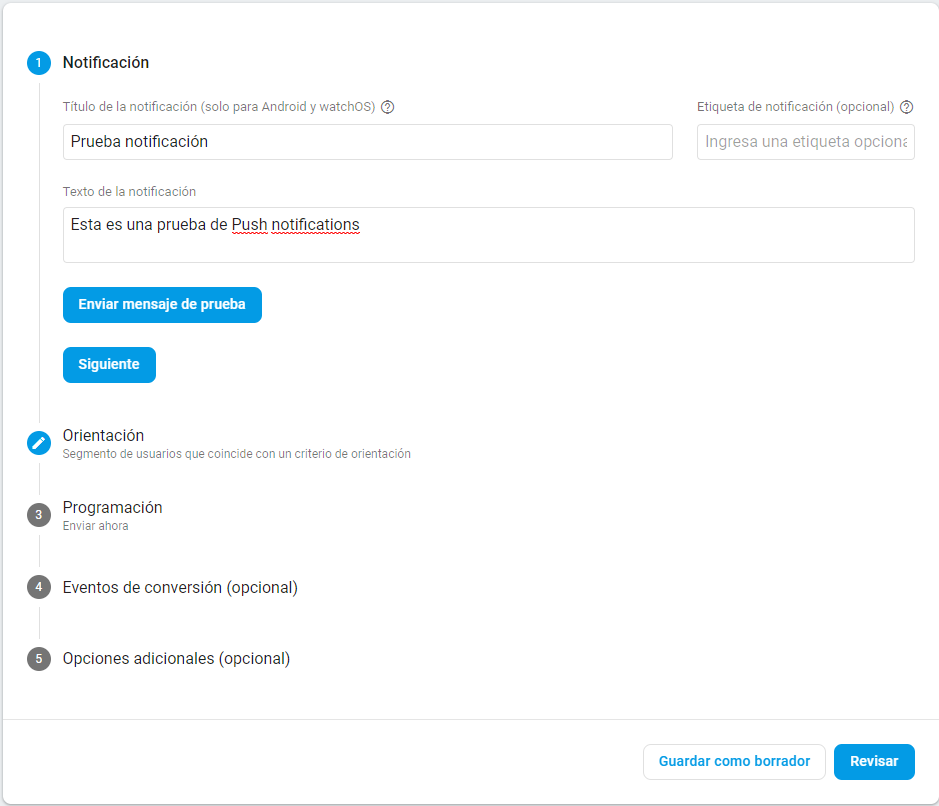 1 Notificación
Título de la notificación (solo para Android y watchOS) Etiqueta de notificación (opcional)
Prueba notificación Ingresa una etiqueta opciona
Texto de la notificación
Esta es una prueba de Push notifications
Enviar mensaje de prueba
Siguiente
Orientación
Segmento de usuarios que coincide con un criterio de orientación
3 Programación
Enviar ahora
4 Eventos de conversión (opcional)
5 Opciones adicionales (opcional)
Guardar como borrador Revisar